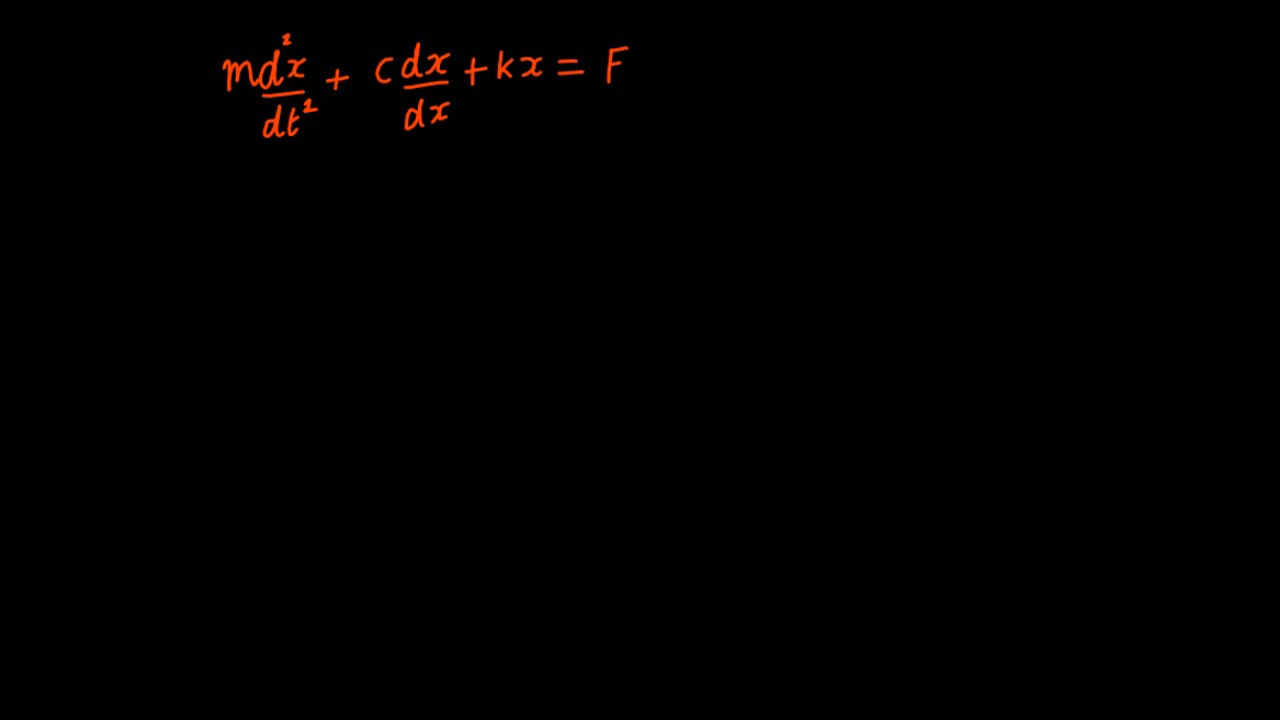 md²x/dt² + c dx/dx + kx = F